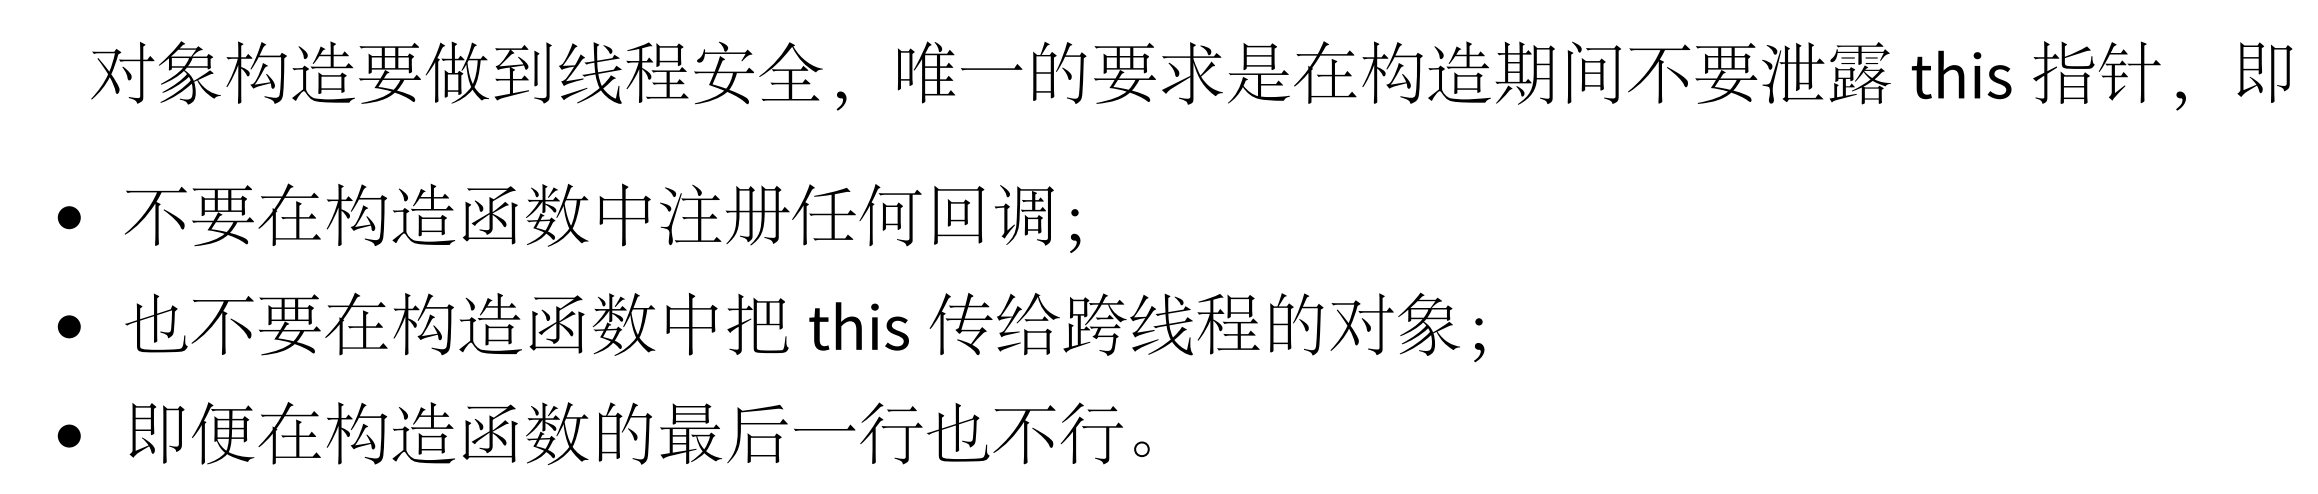 对象构造要做到线程安全，唯一的要求是在构造期间不要泄露 this 指针，即
• 不要在构造函数中注册任何回调；
• 也不要在构造函数中把 this 传给跨线程的对象；
• 即便在构造函数的最后一行也不行。